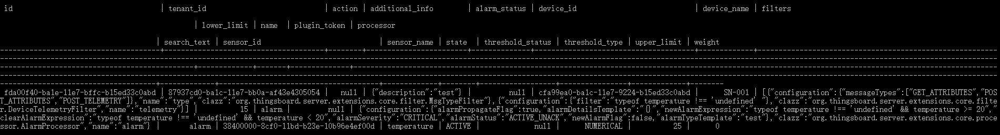 id | tenant_id | action | additional_info | alarm_status | device_id | device_name | filters
| lower_limit | name | plugin_token | processor
| search_text | sensor_id | sensor_name | state | threshold_status | threshold_type | upper_limit | weight
fda00f40-ba1e-11e7-bffc-b15ed33c0abd | 87937cd0-ba1c-11e7-bb0a-af43e4305054 | null | {"description":"test"} | null | cfa99ea0-ba1c-11e7-9224-b15ed33c0abd | SN-001 | [{"configuration":{"messageTypes":["GET_ATTRIBUTES","POS
T_ATTRIBUTES","POST_TELEMETRY"]},"name":"type","clazz":"org.thingsboard.server.extensions.core.filter.MsgTypeFilter"},{"configuration":{"filter":"typeof temperature !== 'undefined' "},"clazz":"org.thingsboard.server.extensions.core.filte
r.DeviceTelemetryFilter","name":"telemetry"}] | 15 | alarm | null | {"configuration":{"alarmPropagateFlag":true,"alarmDetailsTemplate":"{}","newAlarmExpression":"typeof temperature !== 'undefined' && temperature >= 20","
clearAlarmExpression":"typeof temperature !== 'undefined' && temperature < 20","alarmSeverity":"CRITICAL","alarmStatus":"ACTIVE_UNACK","newAlarmFlag":false,"alarmTypeTemplate":"test"},"clazz":"org.thingsboard.server.extensions.core.proce
ssor.AlarmProcessor","name":"alarm"} | alarm | 38400000-8cf0-11bd-b23e-10b96e4ef00d | temperature | ACTIVE | null | NUMERICAL | 25 | 0